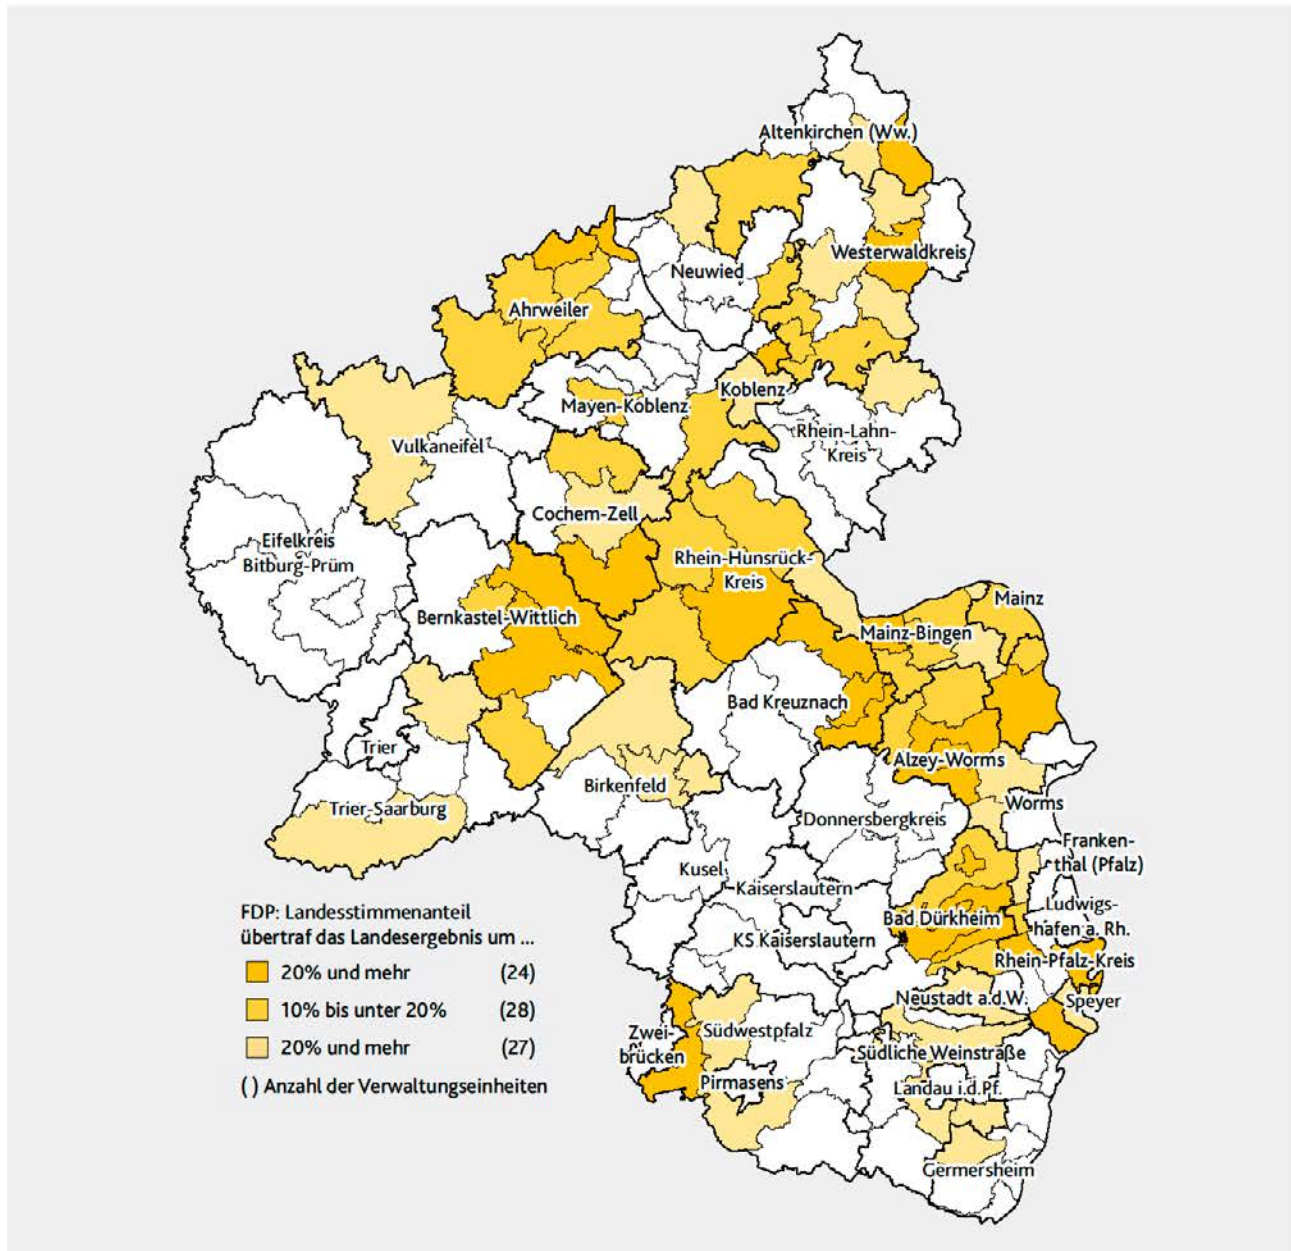 Altenkirchen (Ww.)
Westerwaldkreis
Neuwied
Ahrweiler
Koblenz
Mayen-Koblenz
Rhein-Lahn-
Kreis
Vulkaneifel
Cochem-Zell
Eifelkreis
Bitburg-Prüm
Rhein-Hunsrück-
Kreis
Mainz
Bernkastel-Wittlich
Mainz-Bingen
Bad Kreuznach
Trier
Alzey-Worms
Birkenfeld
Worms
Trier-Saarburg
Donnersbergkreis
Franken-
thal (Pfalz)
Kusel
Kaiserslautern
Ludwigs-
hafen a. Rh.
Bad Dürkheim
KS Kaiserslautern
Rhein-Pfalz-Kreis
Neustadt a.d.W.
Speyer
Zwei-
brücken
Südwestpfalz
Südliche Weinstraße
Pirmasens
Landau i.d.Pf.
Germersheim
FDP: Landesstimmenanteil
übertraf das Landesergebnis um ...
20% und mehr (24)
10% bis unter 20% (28)
20% und mehr (27)
( ) Anzahl der Verwaltungseinheiten